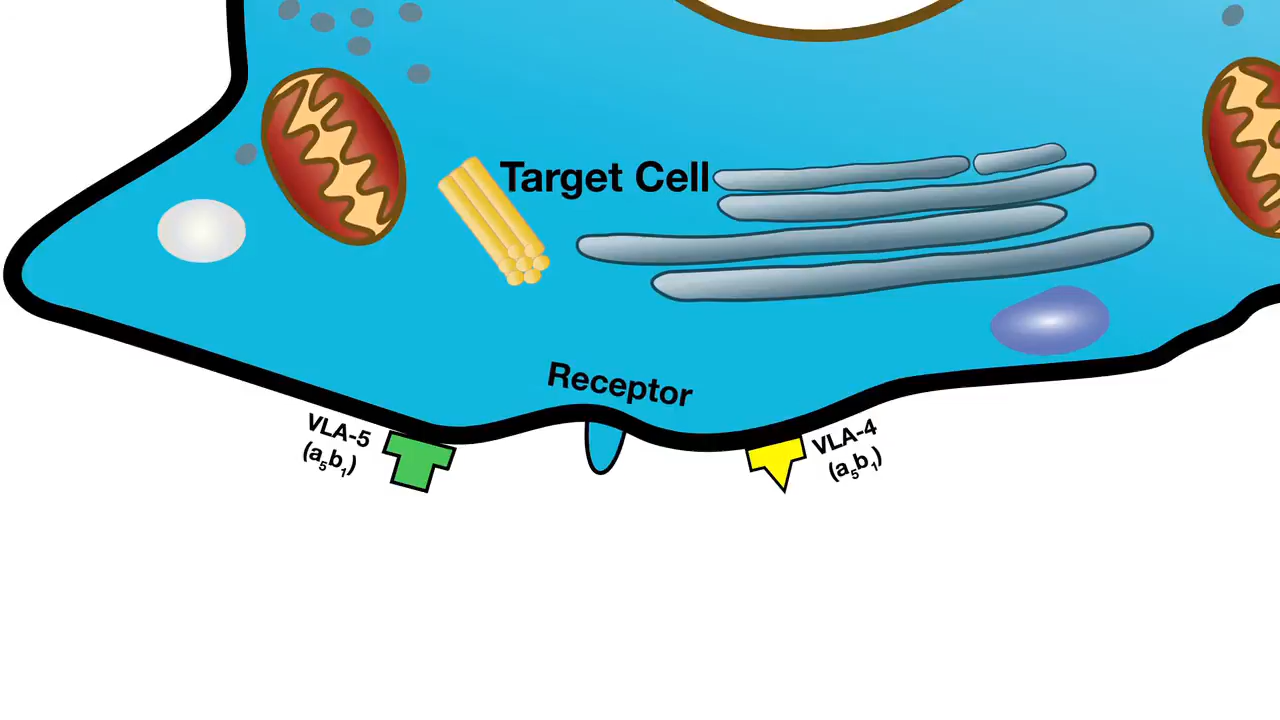 Target Cell
Receptor
VLA-5
(a₅b₁)
VLA-4
(a₅b₁)